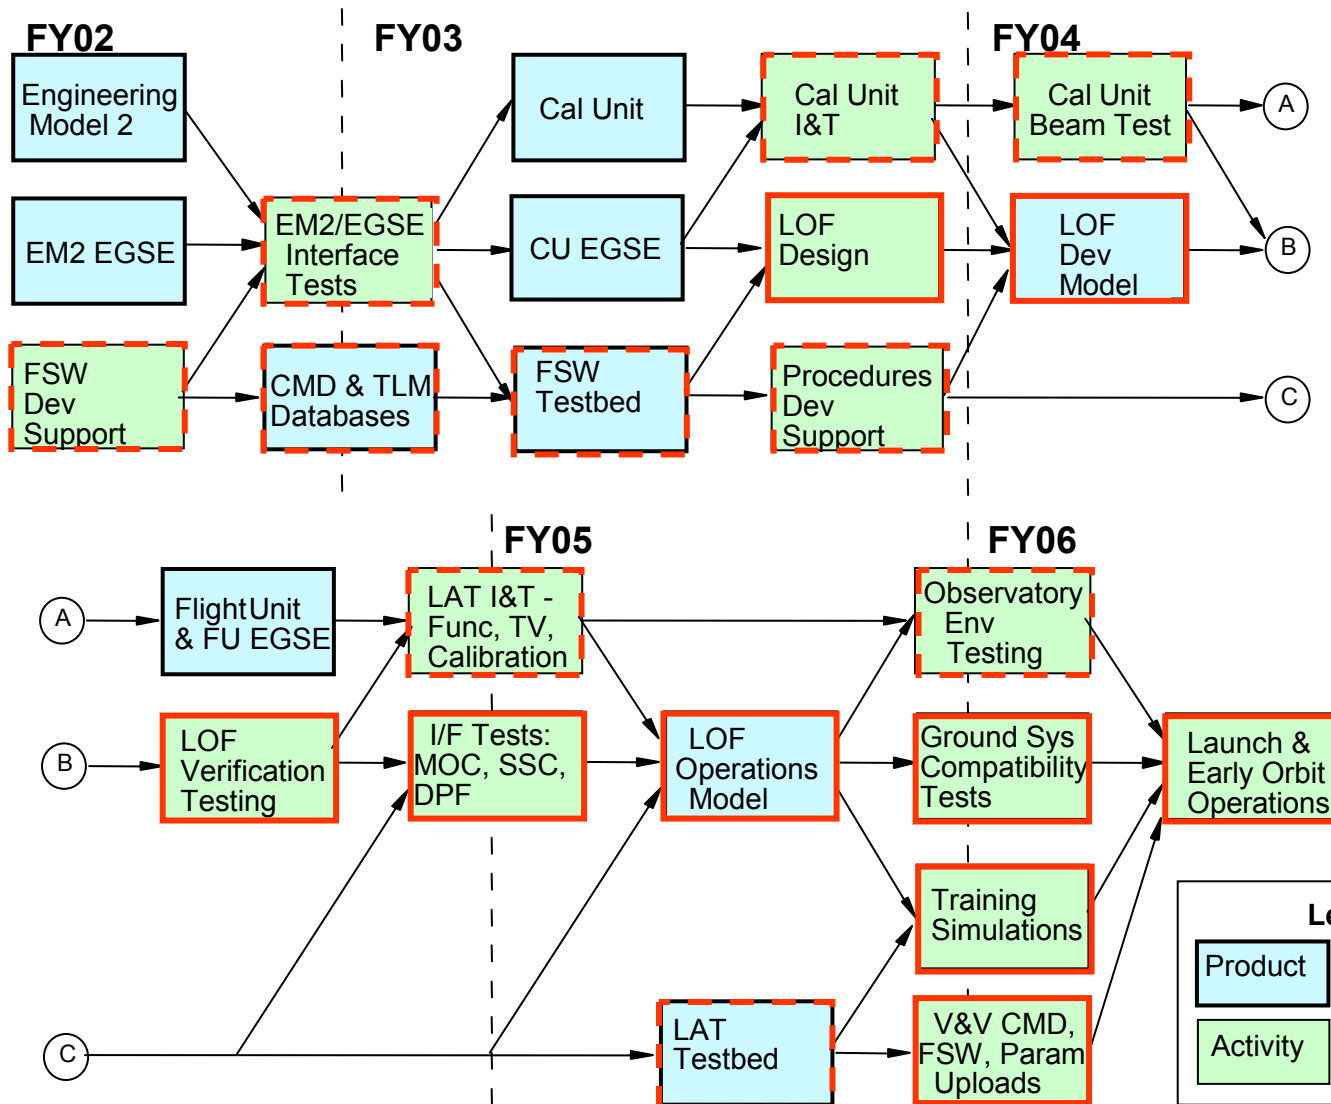 FY02
FY03
FY04
Engineering
Model 2
Cal Unit
Cal Unit
I&T
Cal Unit
Beam Test
A
EM2 EGSE
EM2/EGSE
Interface
Tests
CU EGSE
LOF
Design
LOF
Dev
Model
B
FSW
Dev
Support
CMD & TLM
Databases
FSW
Testbed
Procedures
Dev
Support
C
FY05
FY06
A
Flight Unit
& FU EGSE
LAT I&T -
Func, TV,
Calibration
Observatory
Env
Testing
B
LOF
Verification
Testing
I/F Tests:
MOC, SSC,
DPF
LOF
Operations
Model
Ground Sys
Compatibility
Tests
Launch &
Early Orbit
Operations
Training
Simulations
C
LAT
Testbed
V&V CMD,
FSW, Param
Uploads
Le
Product
Activity